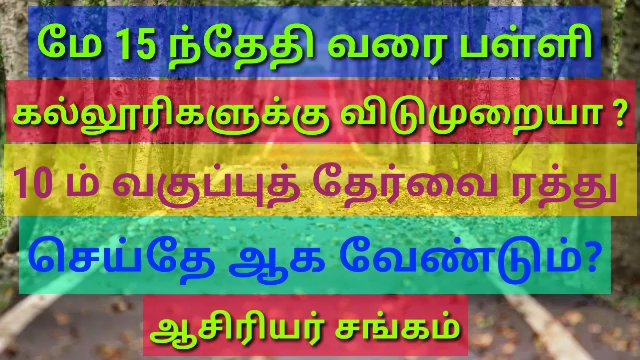 மே 15 ந்தேதி வரை பள்ளி
கல்லூரிகளுக்கு விடுமுறையா ?
10 ம் வகுப்புத் தேர்வை ரத்து
செய்தே ஆக வேண்டும்?
ஆசிரியர் சங்கம்